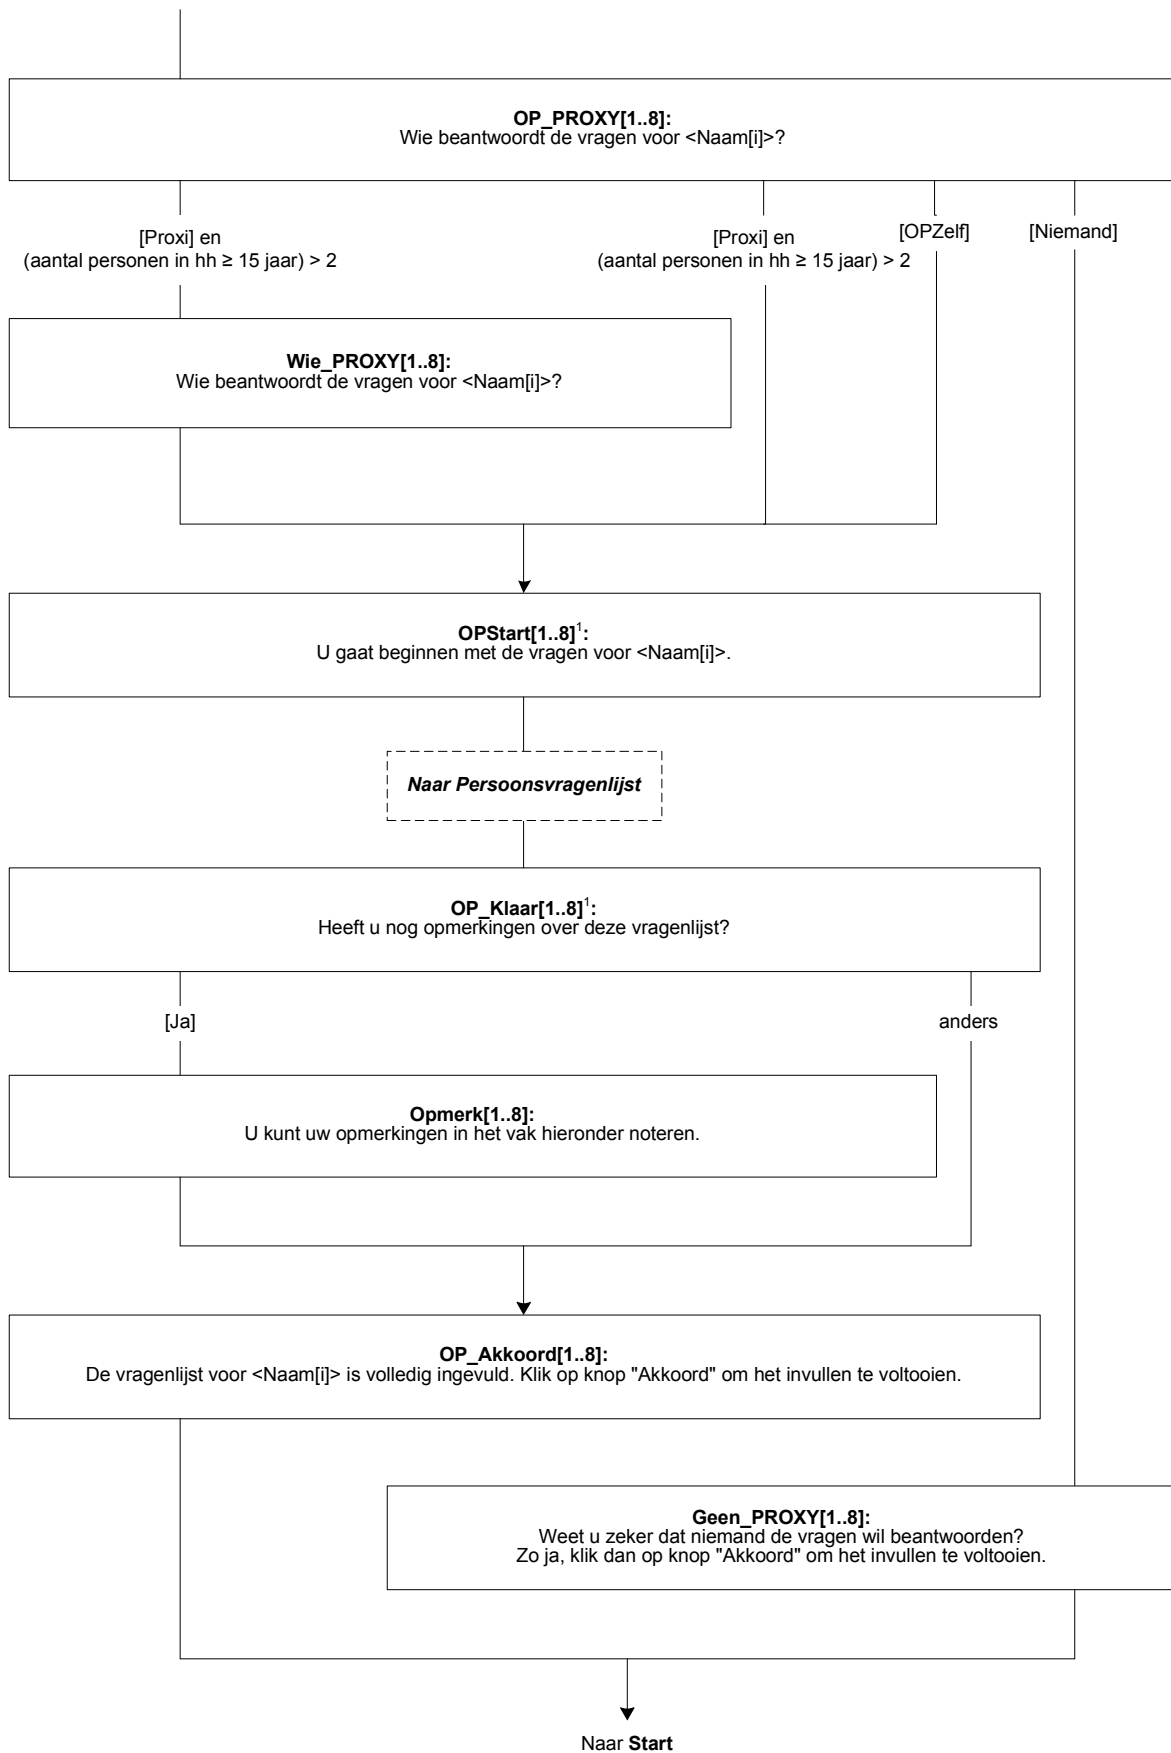 OP_PROXY[1..8]:
Wie beantwoordt de vragen voor <Naam[i]>?
[Proxi] en
(aantal personen in hh ≥ 15 jaar) > 2
[Proxi] en
(aantal personen in hh ≥ 15 jaar) > 2
[OPZelf]
[Niemand]
Wie_PROXY[1..8]:
Wie beantwoordt de vragen voor <Naam[i]>?
OPStart[1..8]¹:
U gaat beginnen met de vragen voor <Naam[i]>.
Naar Persoonsvragenlijst
OP_Klaar[1..8]¹:
Heeft u nog opmerkingen over deze vragenlijst?
[Ja]
anders
Opmerk[1..8]:
U kunt uw opmerkingen in het vak hieronder noteren.
OP_Akkoord[1..8]:
De vragenlijst voor <Naam[i]> is volledig ingevuld. Klik op knop "Akkoord" om het invullen te voltooien.
Geen_PROXY[1..8]:
Weet u zeker dat niemand de vragen wil beantwoorden?
Zo ja, klik dan op knop "Akkoord" om het invullen te voltooien.
Naar Start